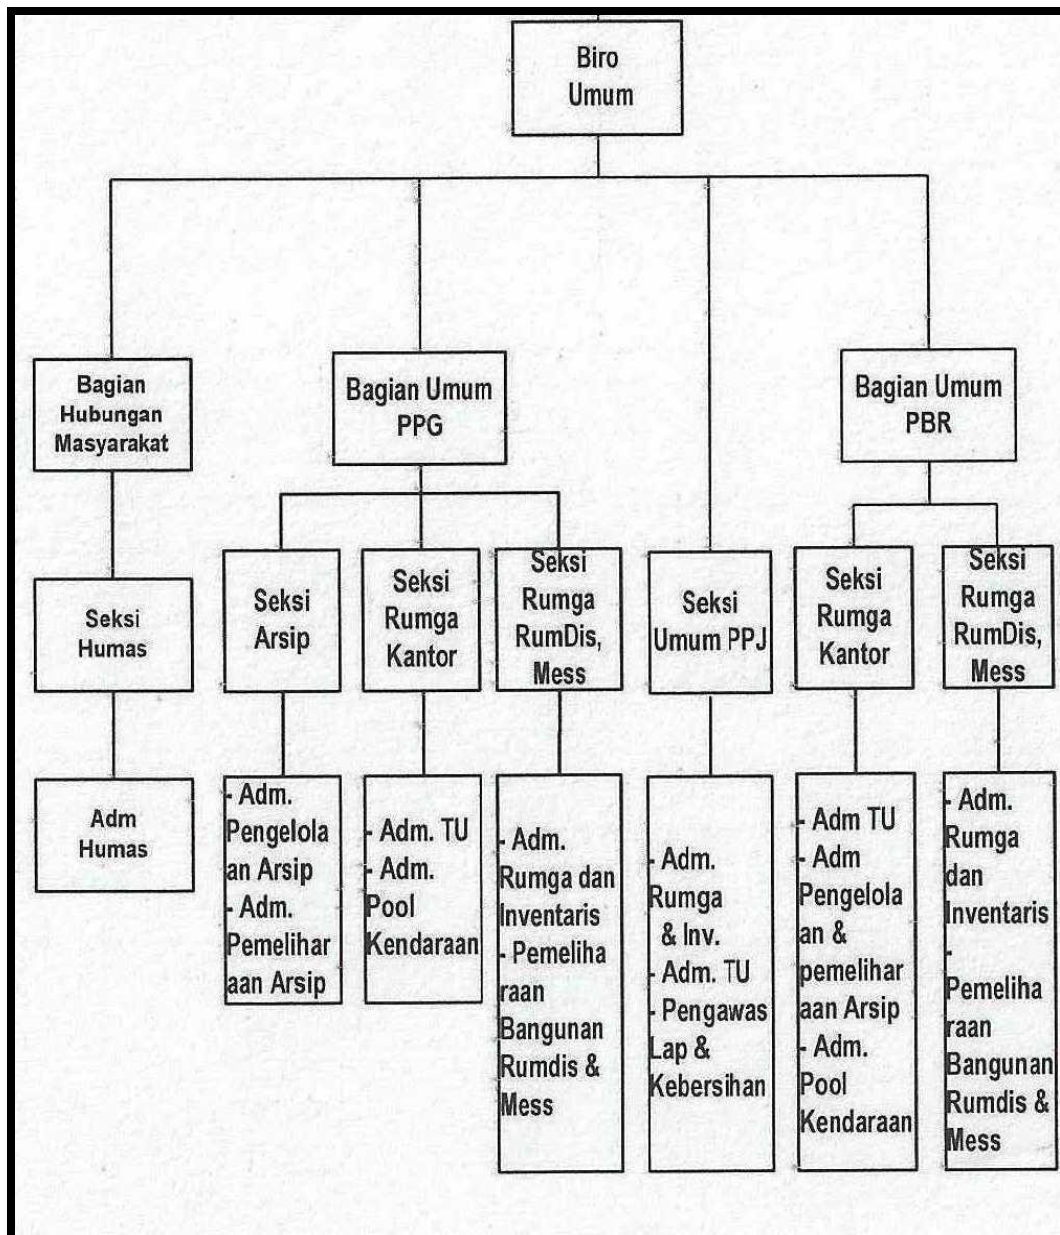 Biro
Umum
Bagian
Hubungan
Masyarakat
Bagian Umum
PPG
Bagian Umum
PBR
Seksi
Humas
Seksi
Arsip
Seksi
Rumga
Kantor
Seksi
Rumga
RumDis,
Mess
Seksi
Umum PPJ
Seksi
Rumga
Kantor
Seksi
Rumga
RumDis,
Mess
Adm
Humas
- Adm.
Pengelola
an Arsip
- Adm.
Pemelihar
aan Arsip
- Adm. TU
- Adm.
Pool
Kendaraan
- Adm.
Rumga dan
Inventaris
- Pemeliha
raan
Bangunan
Rumdis &
Mess
- Adm.
Rumga
& Inv.
- Adm. TU
- Pengawas
Lap &
Kebersihan
- Adm TU
- Adm
Pengelola
an &
pemelihar
aan Arsip
- Adm.
Pool
Kendaraan
- Adm.
Rumga
dan
Inventaris
-
Pemeliha
raan
Bangunan
Rumdis &
Mess